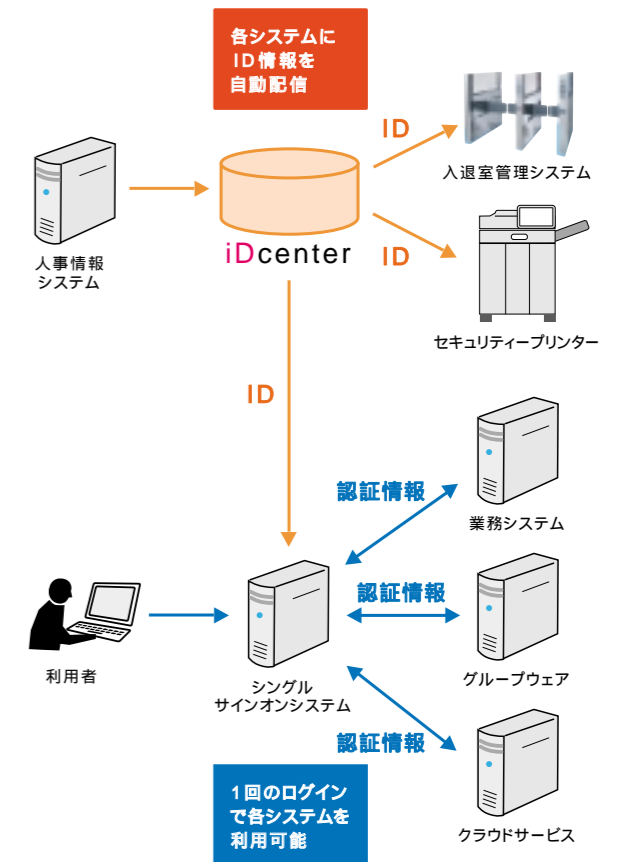 各システムに
ID情報を
自動配信
ID
入退室管理システム
iDcenter
ID
人事情報
システム
セキュリティープリンター
ID
認証情報
業務システム
認証情報
利用者
シングル
サインオンシステム
グループウェア
認証情報
1回のログイン
で各システムを
利用可能
クラウドサービス